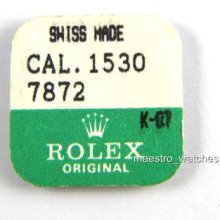 SWISS MADE
CAL. 1530
7872
K-07
ROLEX
maestro_watches
ORIGINAL